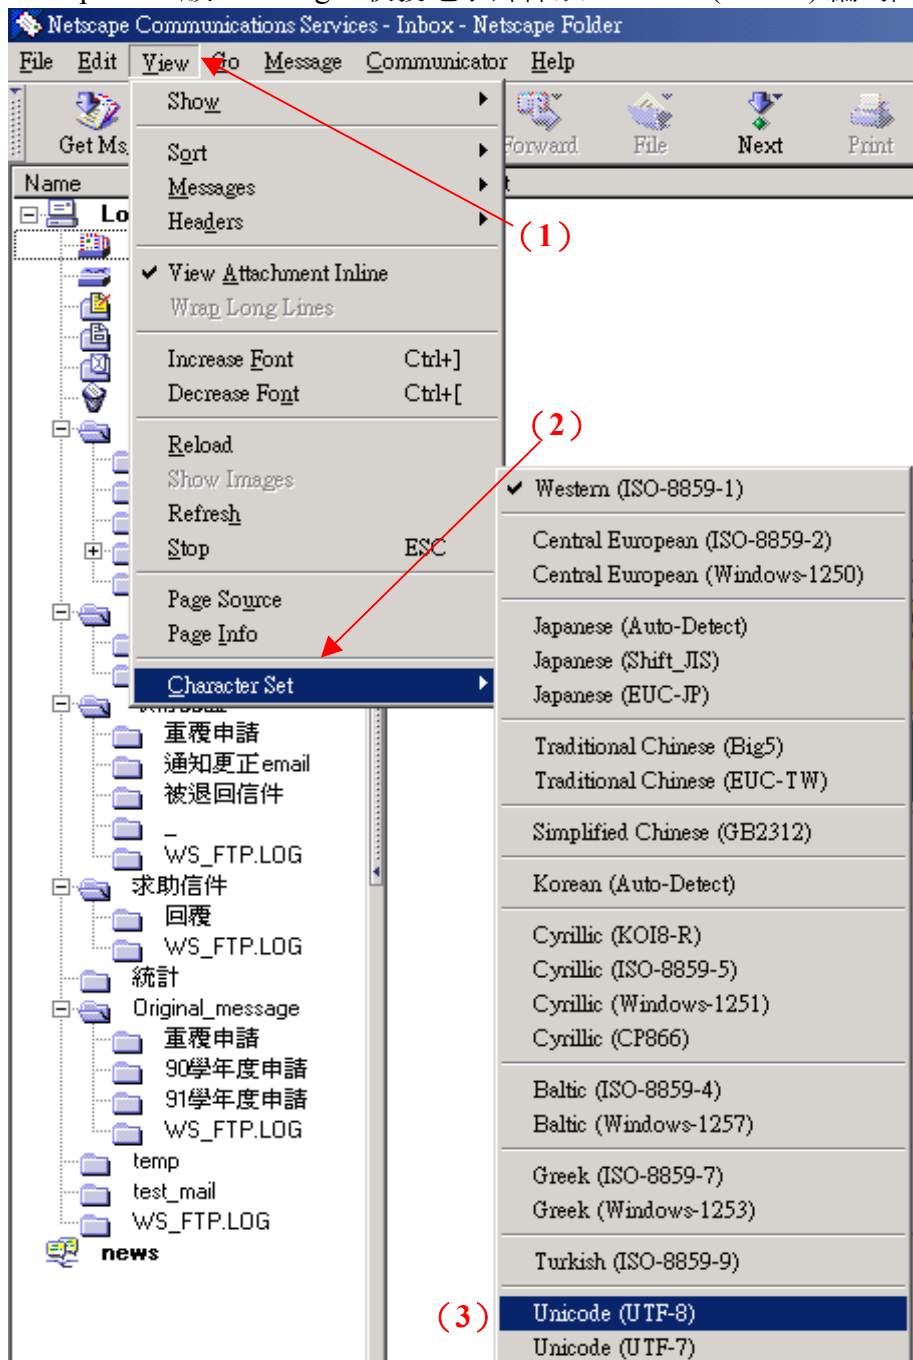 Netscape Communications Services - Inbox - Netscape Folder
File Edit View Go Message Communicator Help
Get Ms Forward File Next Print
Name
Show
Sort
Messages
Headers
(1)
View Attachment Inline
Wrap Long Lines
Increase Font Ctrl+]
Decrease Font Ctrl+[
(2)
Reload
Show Images
Refresh
Stop ESC
Page Source
Page Info
Character Set
Western (ISO-8859-1)
Central European (ISO-8859-2)
Central European (Windows-1250)
Japanese (Auto-Detect)
Japanese (Shift_JIS)
Japanese (EUC-JP)
Traditional Chinese (Big5)
Traditional Chinese (EUC-TW)
Simplified Chinese (GB2312)
Korean (Auto-Detect)
Cyrillic (KOI8-R)
Cyrillic (ISO-8859-5)
Cyrillic (Windows-1251)
Cyrillic (CP866)
Baltic (ISO-8859-4)
Baltic (Windows-1257)
Greek (ISO-8859-7)
Greek (Windows-1253)
Turkish (ISO-8859-9)
(3)
Unicode (UTF-8)
Unicode (UTF-7)
Lo
重覆申請
通知更正email
被退回信件
_
WS_FTP.LOG
求助信件
回覆
WS_FTP.LOG
統計
Original_message
重覆申請
90學年度申請
91學年度申請
WS_FTP.LOG
temp
test_mail
WS_FTP.LOG
news